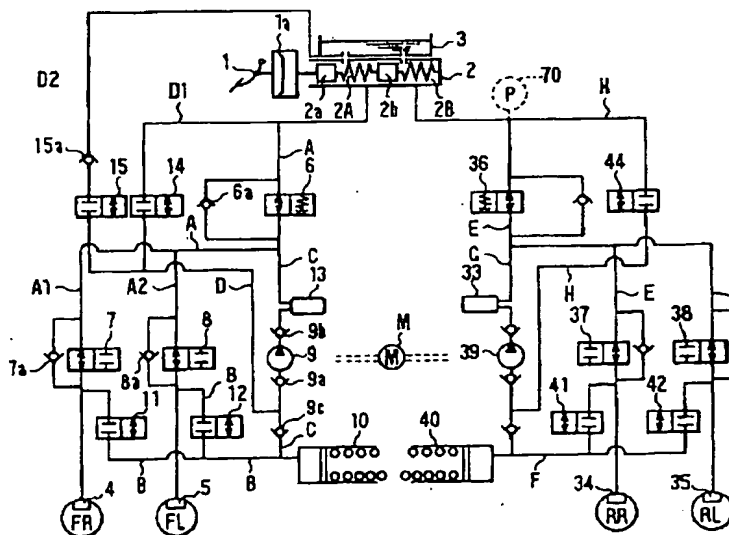 7a
1
3
D2
70
2
P
H
2a
2A
2b
2B
D1
15a
A
15
14
6
36
44
6a
E
A
C
G
A1
A2
D
13
33
H
E
9b
7
8
M
37
38
9
M
39
7a
8a
9a
B
11
12
9c
10
40
41
42
C
B
B
F
4
5
34
35
FR
FL
RR
RL